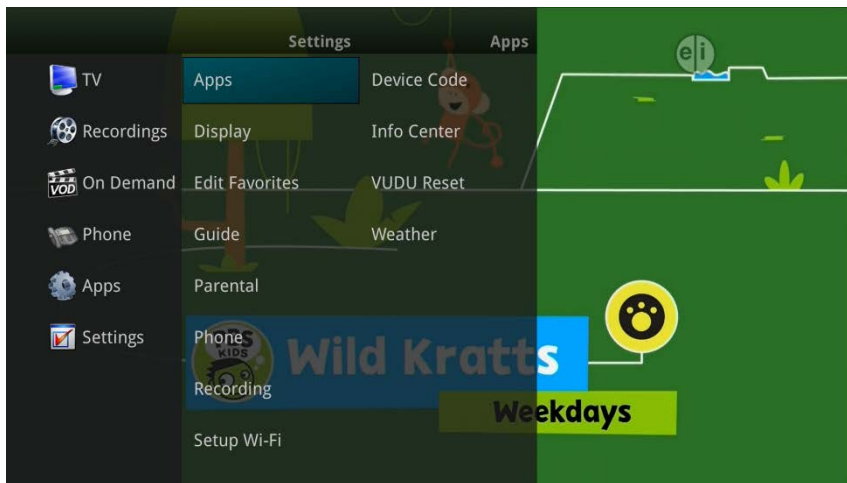 Settings
Apps
TV
Recordings
VOD
On Demand
Phone
Apps
Settings
Apps
Display
Edit Favorites
Guide
Parental
Phone
Recording
Setup Wi-Fi
Device Code
Info Center
VUDU Reset
Weather
eli
PBS
KIDS
Wild Kratts
Weekdays